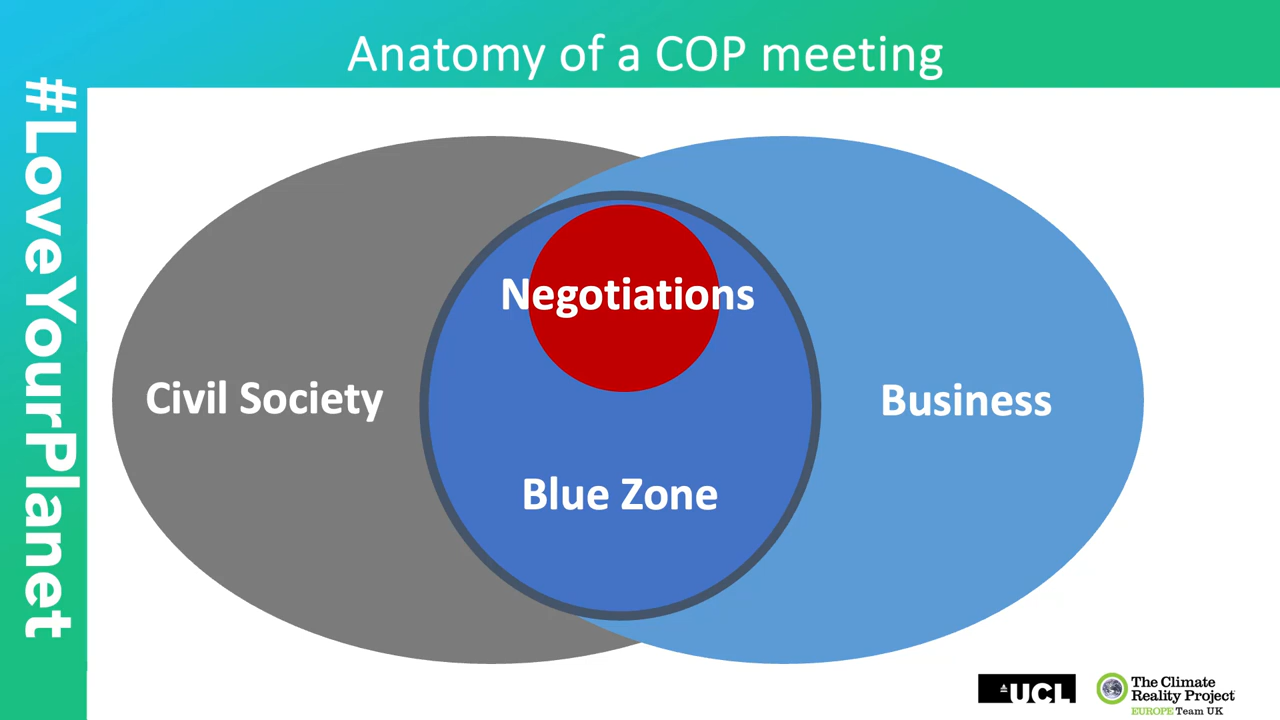 Anatomy of a COP meeting
#LoveYourPlanet
Negotiations
Civil Society
Business
Blue Zone
UCL
The Climate
Reality Project
EUROPE Team UK